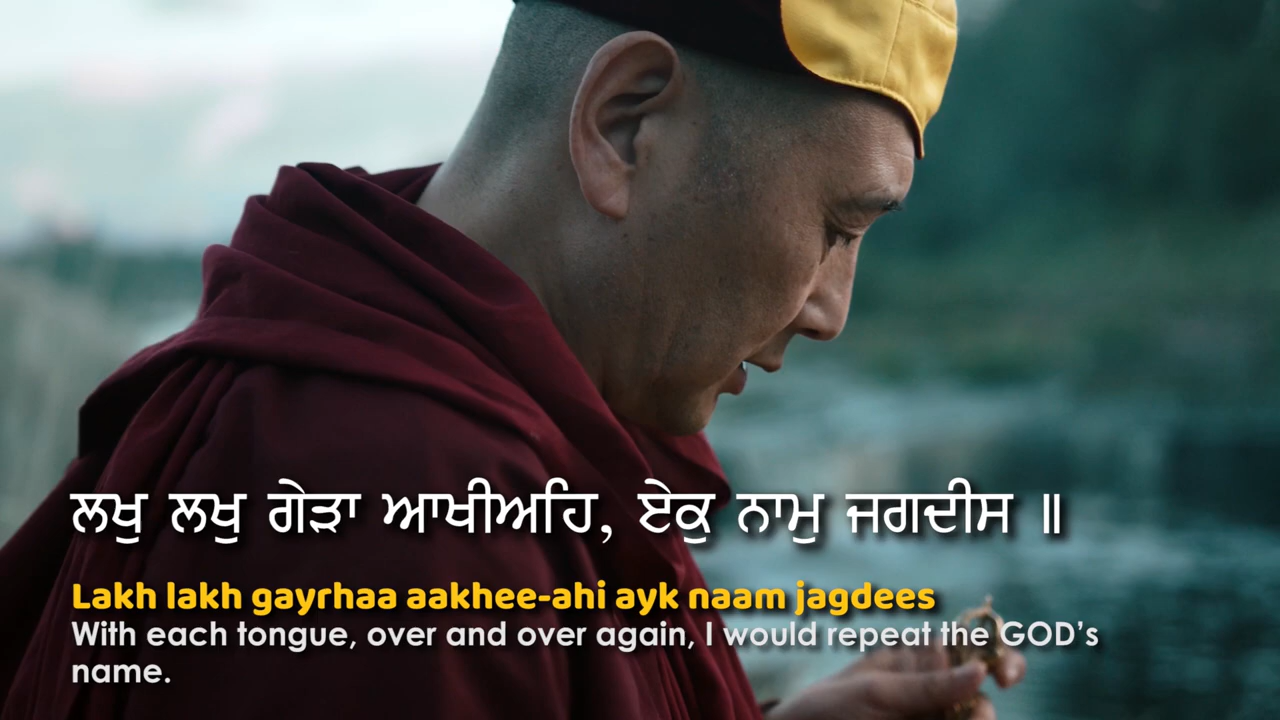 ਲਖੁ ਲਖੁ ਗੇੜਾ ਆਖੀਅਹਿ, ਏਕੁ ਨਾਮੁ ਜਗਦੀਸ ॥
Lakh lakh gayrhaa aakhee-ahi ayk naam jagdees
With each tongue, over and over again, I would repeat the GOD’s
name.